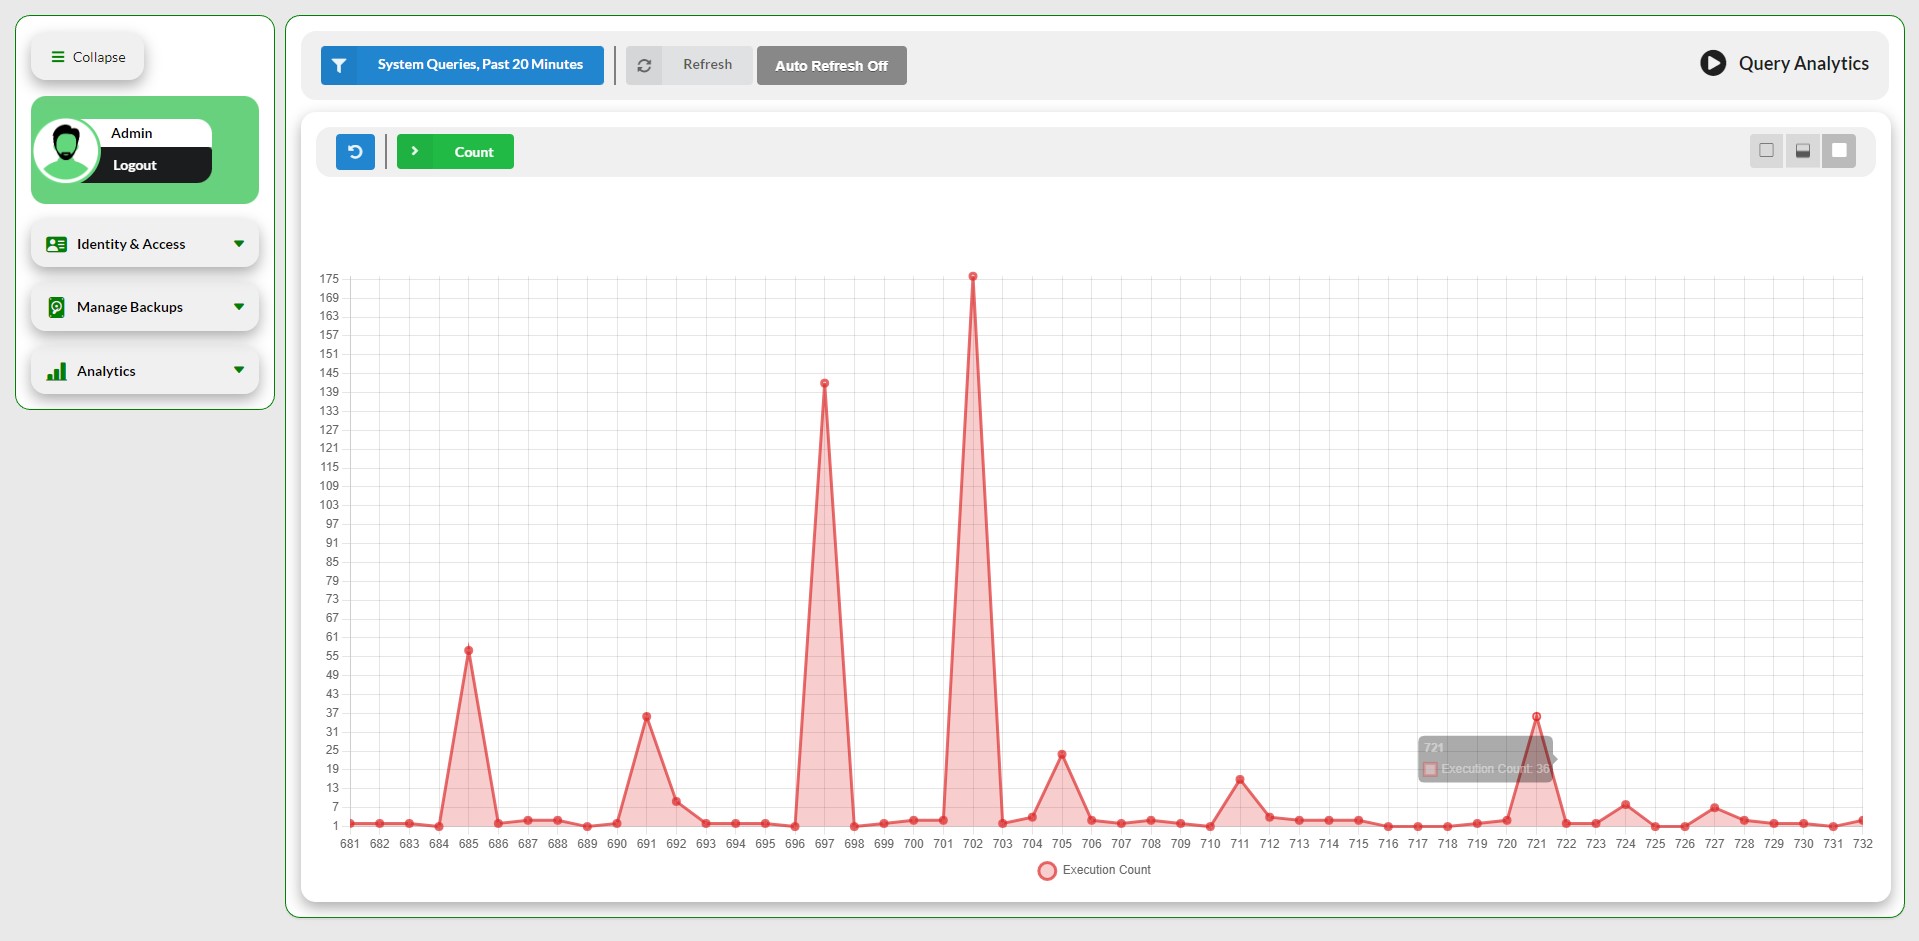 Collapse
Admin
Logout
Identity & Access
Manage Backups
Analytics
System Queries, Past 20 Minutes
Refresh
Auto Refresh Off
Query Analytics
Count
175
169
163
157
151
145
139
133
127
121
115
109
103
97
91
85
79
73
67
61
55
49
43
37
31
25
19
13
7
1
721
Execution Count: 36
681 682 683 684 685 686 687 688 689 690 691 692 693 694 695 696 697 698 699 700 701 702 703 704 705 706 707 708 709 710 711 712 713 714 715 716 717 718 719 720 721 722 723 724 725 726 727 728 729 730 731 732
Execution Count